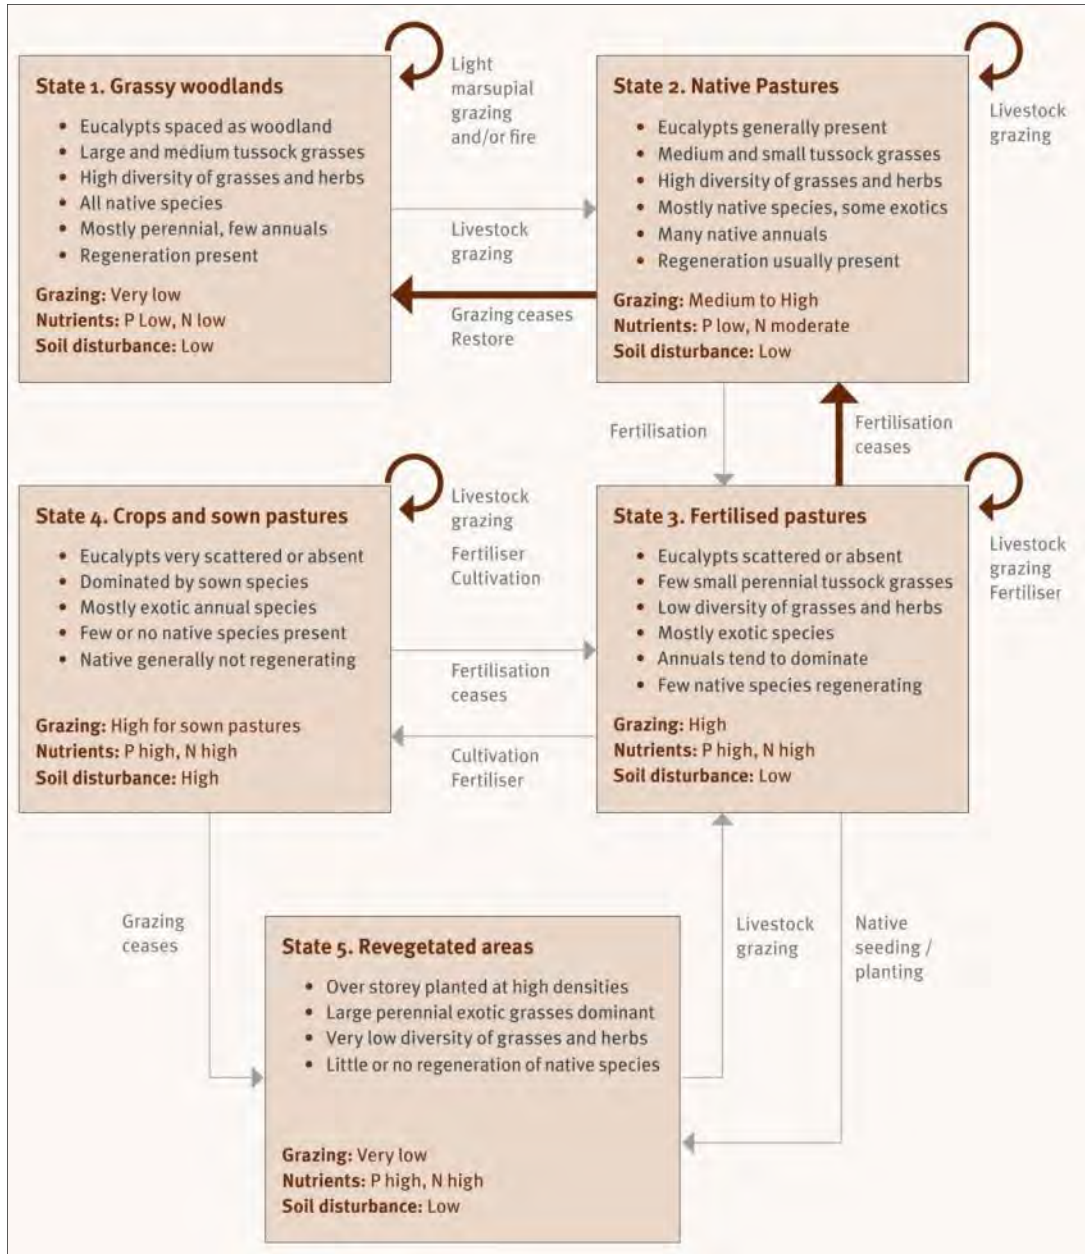 State 1. Grassy woodlands
• Eucalypts spaced as woodland
• Large and medium tussock grasses
• High diversity of grasses and herbs
• All native species
• Mostly perennial, few annuals
• Regeneration present
Grazing: Very low
Nutrients: P Low, N low
Soil disturbance: Low
Light
marsupial
grazing
and/or fire
Livestock
grazing
Grazing ceases
Restore
State 2. Native Pastures
• Eucalypts generally present
• Medium and small tussock grasses
• High diversity of grasses and herbs
• Mostly native species, some exotics
• Many native annuals
• Regeneration usually present
Grazing: Medium to High
Nutrients: P low, N moderate
Soil disturbance: Low
Livestock
grazing
Fertilisation
Fertilisation
ceases
State 4. Crops and sown pastures
• Eucalypts very scattered or absent
• Dominated by sown species
• Mostly exotic annual species
• Few or no native species present
• Native generally not regenerating
Grazing: High for sown pastures
Nutrients: P high, N high
Soil disturbance: High
Livestock
grazing
Fertiliser
Cultivation
Fertilisation
ceases
Cultivation
Fertiliser
State 3. Fertilised pastures
• Eucalypts scattered or absent
• Few small perennial tussock grasses
• Low diversity of grasses and herbs
• Mostly exotic species
• Annuals tend to dominate
• Few native species regenerating
Grazing: High
Nutrients: P high, N high
Soil disturbance: Low
Livestock
grazing
Fertiliser
Grazing
ceases
State 5. Revegetated areas
• Over storey planted at high densities
• Large perennial exotic grasses dominant
• Very low diversity of grasses and herbs
• Little or no regeneration of native species
Grazing: Very low
Nutrients: P high, N high
Soil disturbance: Low
Livestock
grazing
Native
seeding /
planting